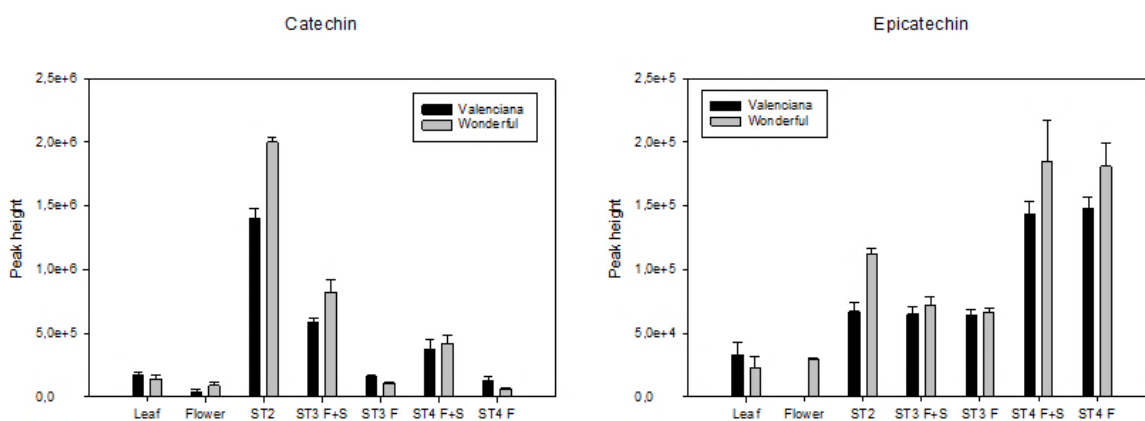 Catechin
2,5e+6
2,0e+6
1,5e+6
1,0e+6
5,0e+5
0,0
Peak height
Valenciana
Wonderful
Leaf Flower ST2 ST3 F+S ST3 F ST4 F+S ST4 F
Epicatechin
2,5e+5
2,0e+5
1,5e+5
1,0e+5
5,0e+4
0,0
Peak height
Valenciana
Wonderful
Leaf Flower ST2 ST3 F+S ST3 F ST4 F+S ST4 F